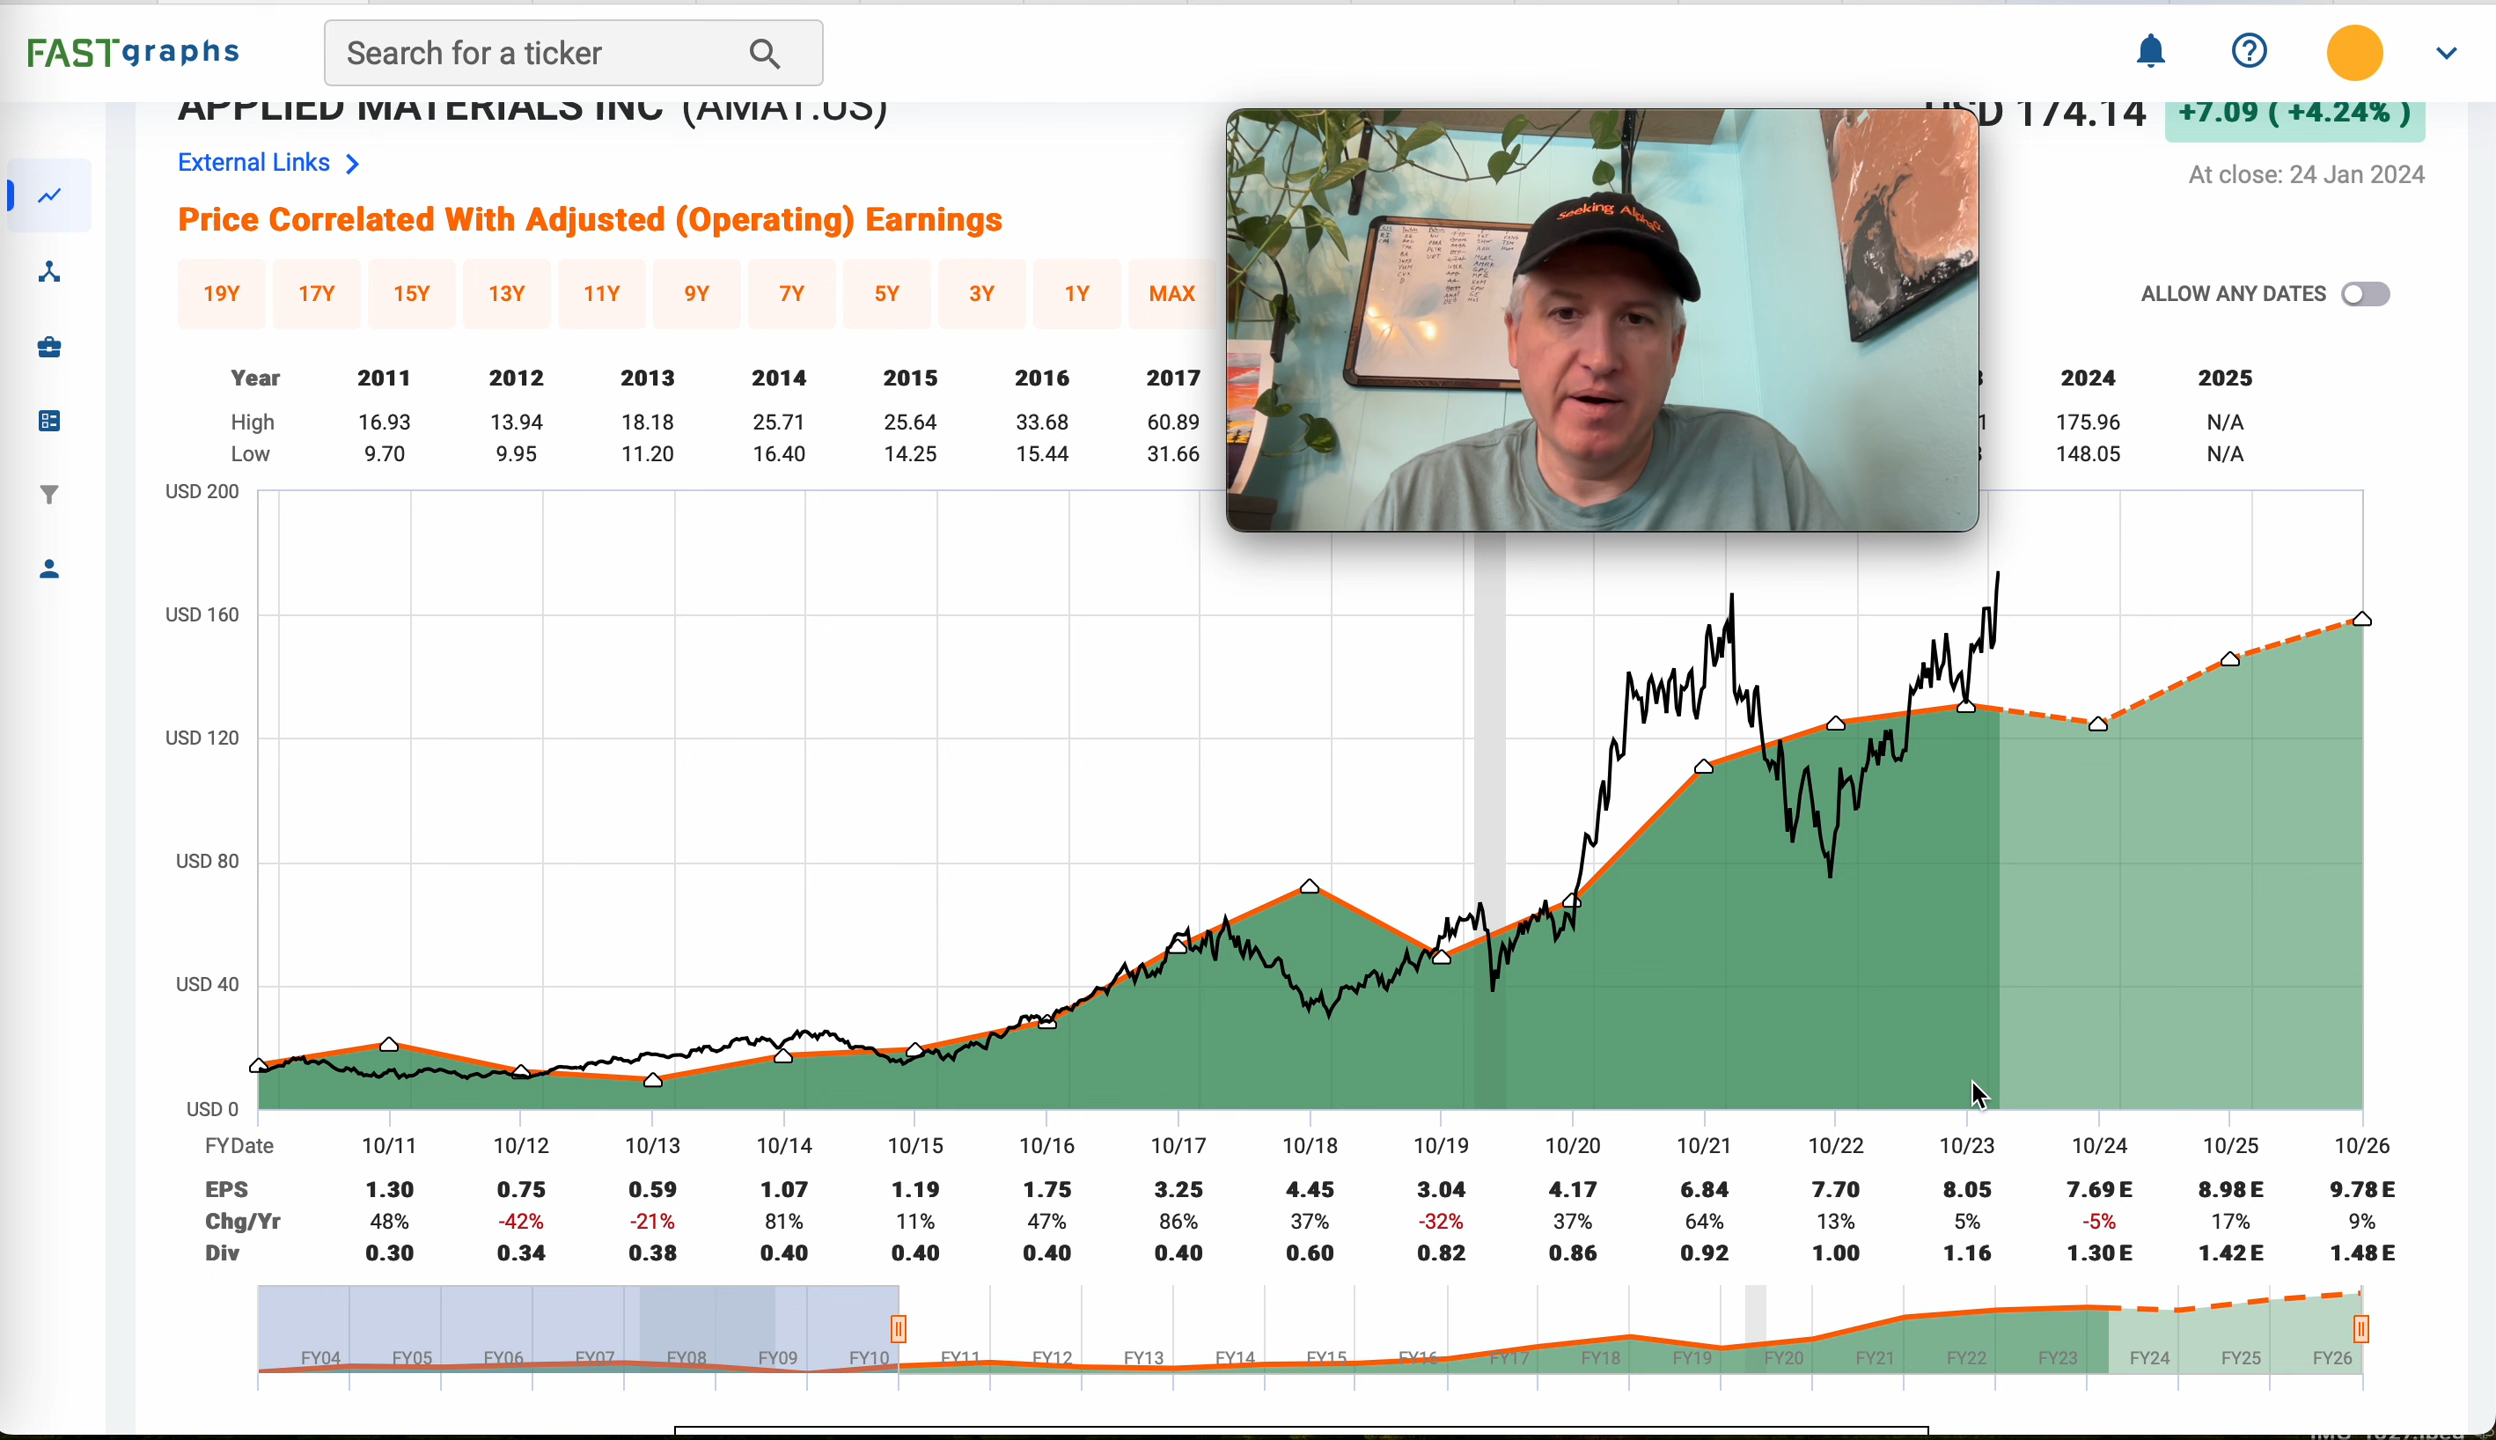 FASTgraphs
Search for a ticker
APPLIED MATERIALS INC (AMAT:US)
174.14
+7.09 ( +4.24% )
External Links
At close: 24 Jan 2024
Price Correlated With Adjusted (Operating) Earnings
19Y 17Y 15Y 13Y 11Y 9Y 7Y 5Y 3Y 1Y MAX
ALLOW ANY DATES
Seeking Alpha
Year 2011 2012 2013 2014 2015 2016 2017 2024 2025
High 16.93 13.94 18.18 25.71 25.64 33.68 60.89 175.96 N/A
Low 9.70 9.95 11.20 16.40 14.25 15.44 31.66 148.05 N/A
USD 200
USD 160
USD 120
USD 80
USD 40
USD 0
FYDate 10/11 10/12 10/13 10/14 10/15 10/16 10/17 10/18 10/19 10/20 10/21 10/22 10/23 10/24 10/25 10/26
EPS 1.30 0.75 0.59 1.07 1.19 1.75 3.25 4.45 3.04 4.17 6.84 7.70 8.05 7.69E 8.98E 9.78E
Chg/Yr 48% -42% -21% 81% 11% 47% 86% 37% -32% 37% 64% 13% 5% -5% 17% 9%
Div 0.30 0.34 0.38 0.40 0.40 0.40 0.40 0.60 0.82 0.86 0.92 1.00 1.16 1.30E 1.42E 1.48E
FY04 FY05 FY06 FY07 FY08 FY09 FY10 FY11 FY12 FY13 FY14 FY15 FY16 FY17 FY18 FY19 FY20 FY21 FY22 FY23 FY24 FY25 FY26